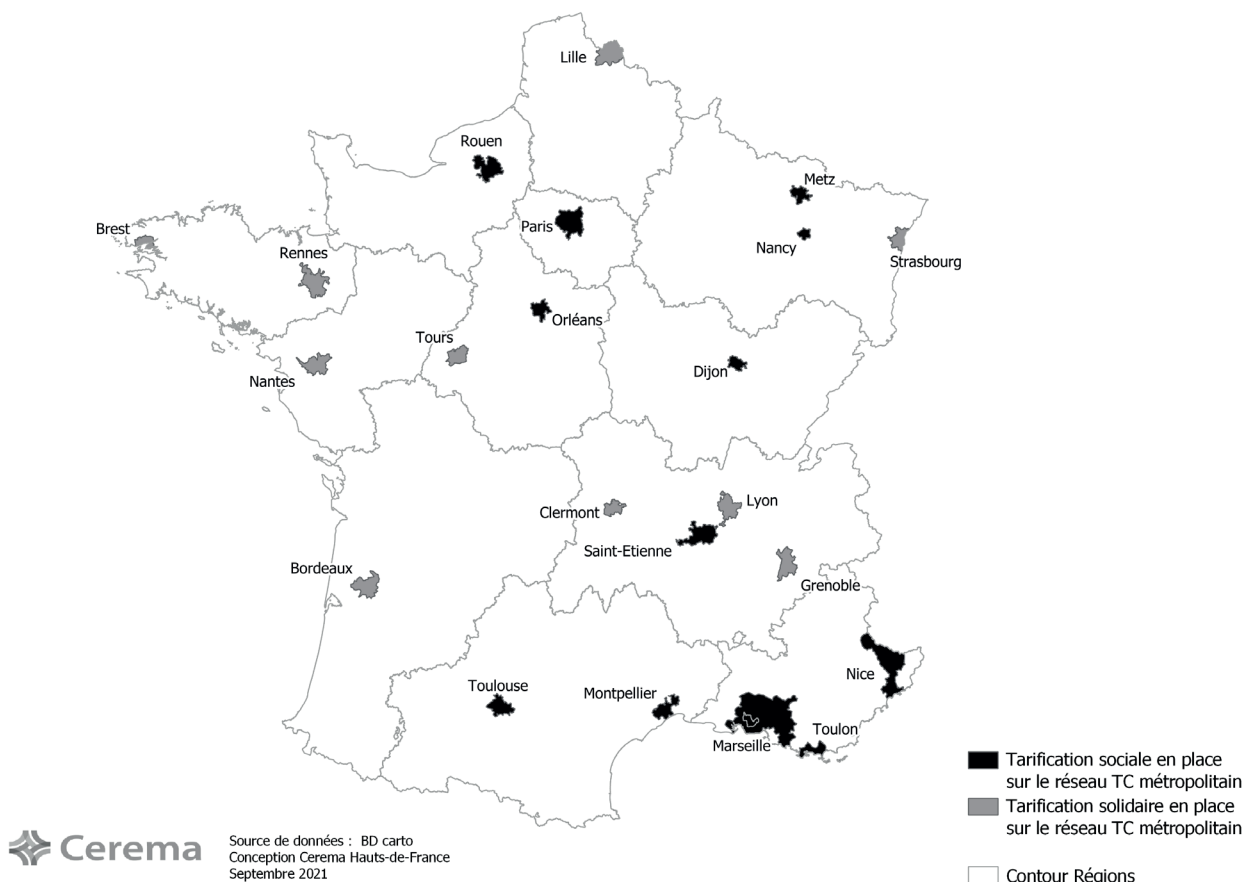 Lille
Rouen
Metz
Paris
Brest
Nancy
Rennes
Strasbourg
Orléans
Tours
Dijon
Nantes
Clermont
Lyon
Saint-Etienne
Bordeaux
Grenoble
Nice
Toulouse
Montpellier
Toulon
Marseille
Tarification sociale en place
sur le réseau TC métropolitain
Tarification solidaire en place
sur le réseau TC métropolitain
Contour Régions
Cerema
Source de données : BD carto
Conception Cerema Hauts-de-France
Septembre 2021